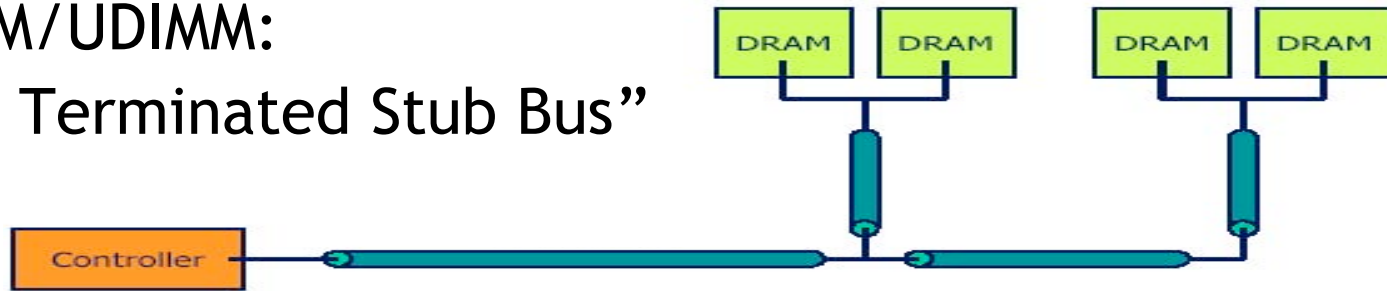 M/UDIMM:
Terminated Stub Bus”
DRAM DRAM DRAM DRAM
Controller